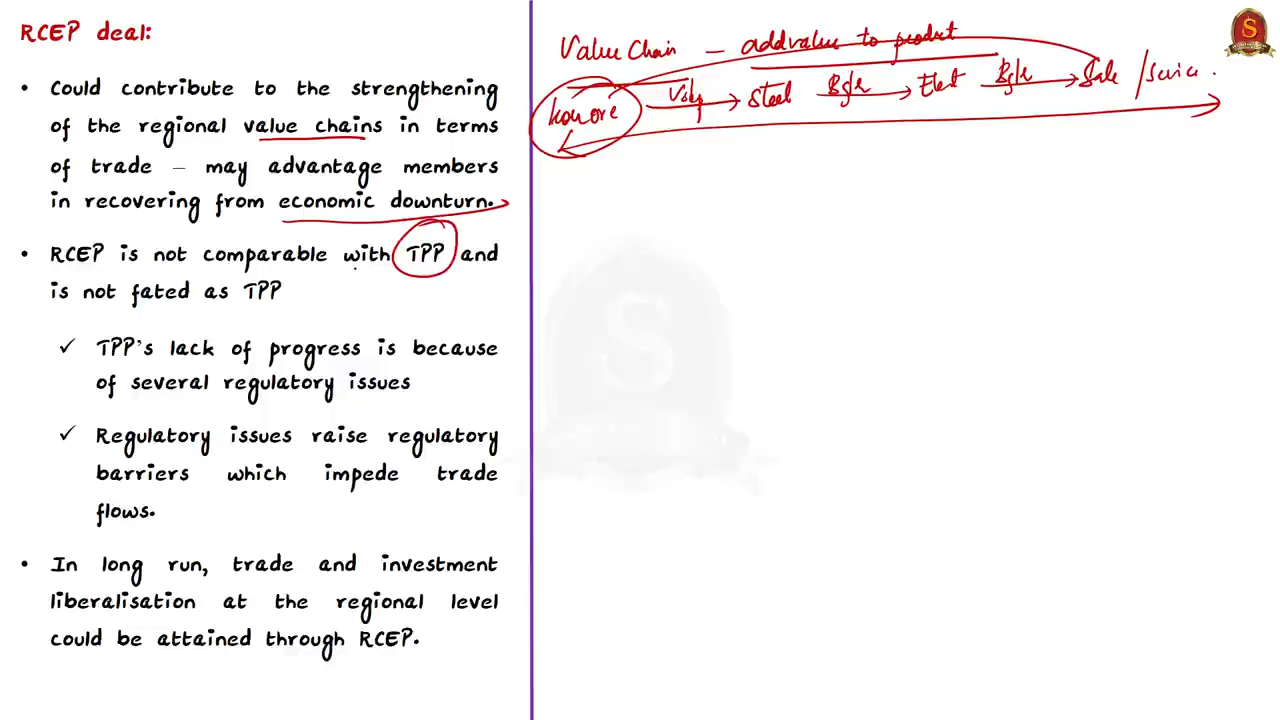 RCEP deal:
• Could contribute to the strengthening
of the regional value chains in terms
of trade – may advantage members
in recovering from economic downturn.
• RCEP is not comparable with TPP and
is not fated as TPP
✓ TPP's lack of progress is because
of several regulatory issues
✓ Regulatory issues raise regulatory
barriers which impede trade
flows.
• In long run, trade and investment
liberalisation at the regional level
could be attained through RCEP.
Value Chain – add value to product
Steel Sale / Service.
S
S